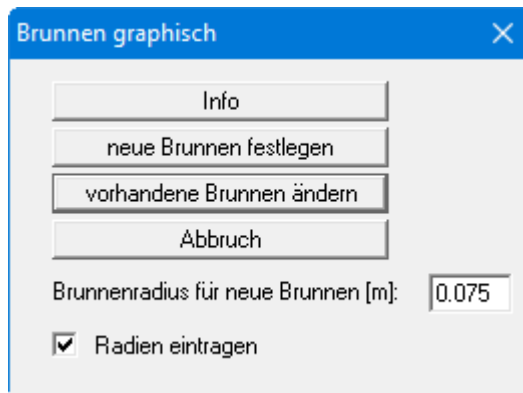 Brunnen graphisch
Info
neue Brunnen festlegen
vorhandene Brunnen ändern
Abbruch
Brunnenradius für neue Brunnen [m]: 0.075
Radien eintragen